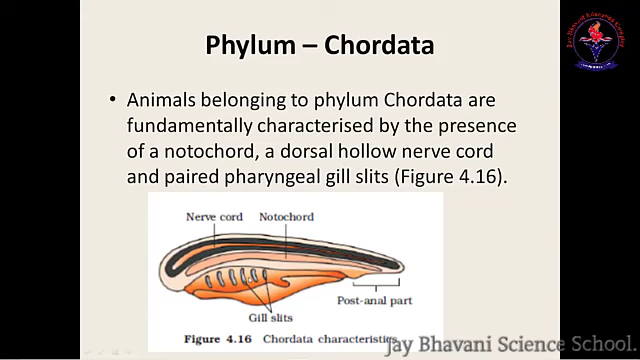 Phylum – Chordata
• Animals belonging to phylum Chordata are
fundamentally characterised by the presence
of a notochord, a dorsal hollow nerve cord
and paired pharyngeal gill slits (Figure 4.16).
Nerve cord Notochord
Post-anal part
Gill slits
Figure 4.16 Chordata characteristics
Jay Bhavani Science School.